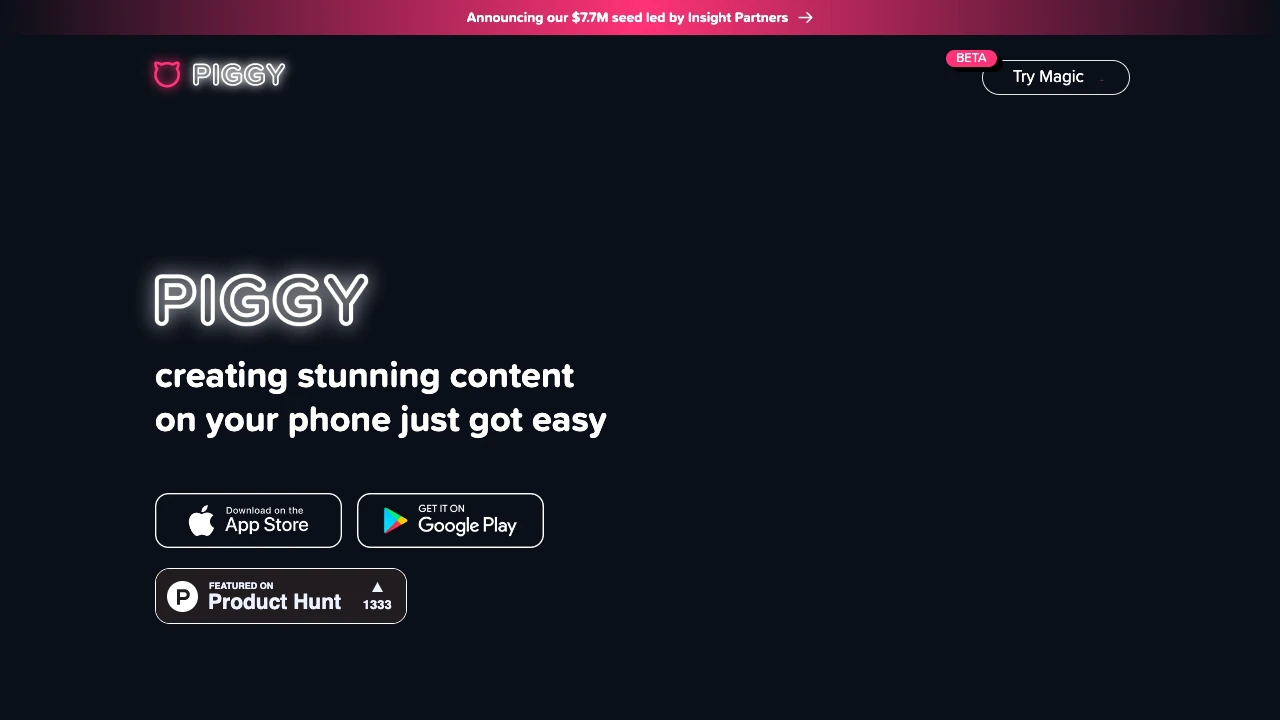 Announcing our $7.7M seed led by Insight Partners
PIGGY
BETA
Try Magic
PIGGY
creating stunning content
on your phone just got easy
Download on the
App Store
GET IT ON
Google Play
FEATURED ON
Product Hunt
1333